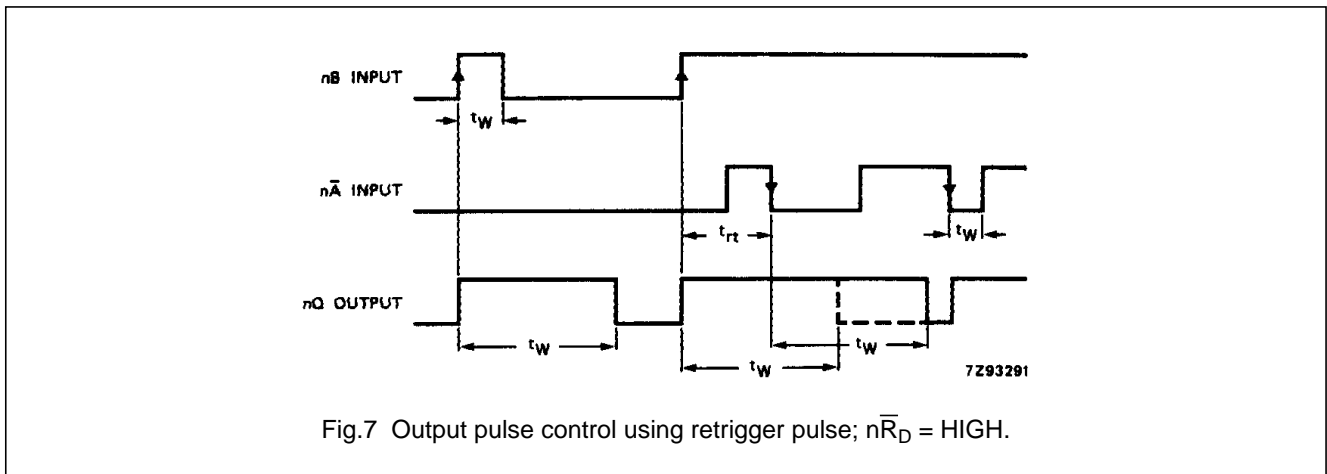 nB INPUT
tW
nA̅ INPUT
trt
tW
nQ OUTPUT
tW
tW
tW
7Z93291
Fig.7 Output pulse control using retrigger pulse; nR̅D = HIGH.